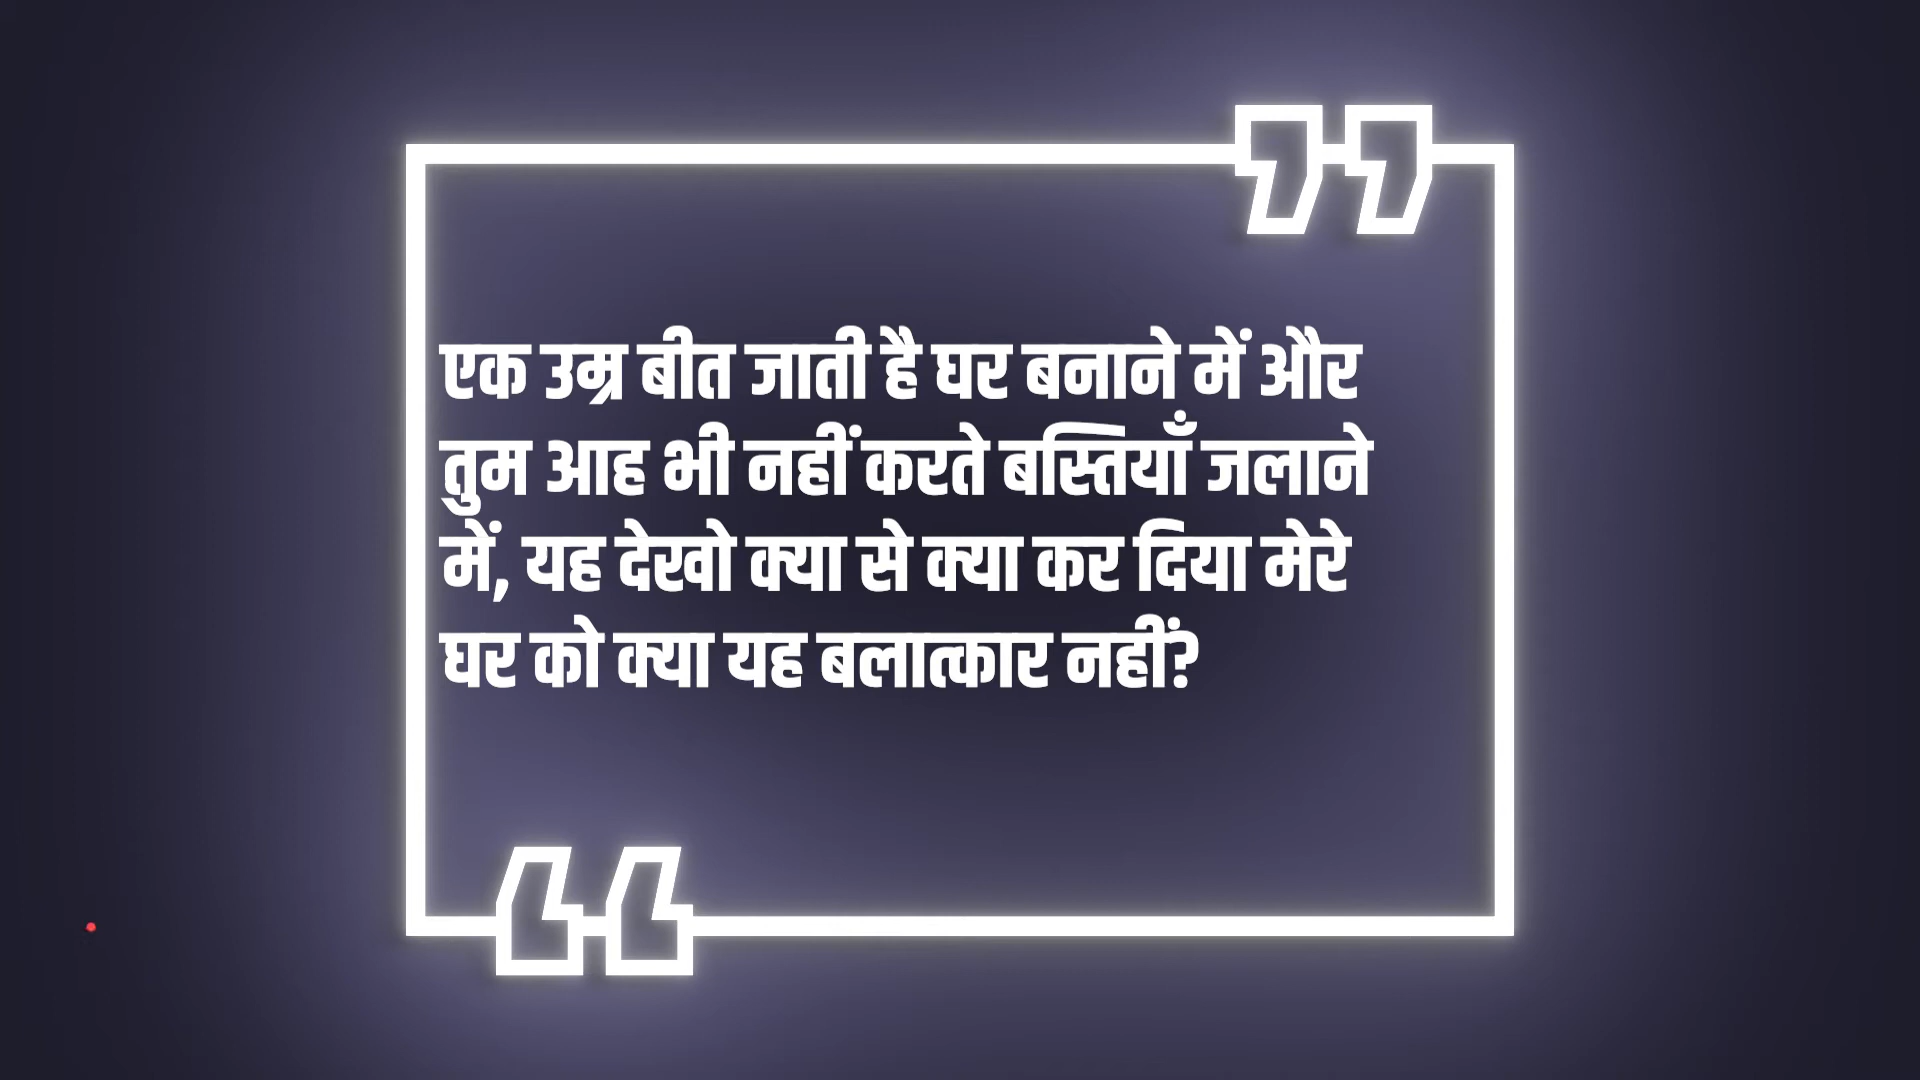 एक उम्र बीत जाती है घर बनाने में और
तुम आह भी नहीं करते बस्तियाँ जलाने
में, यह देखो क्या से क्या कर दिया मेरे
घर को क्या यह बलात्कार नहीं?